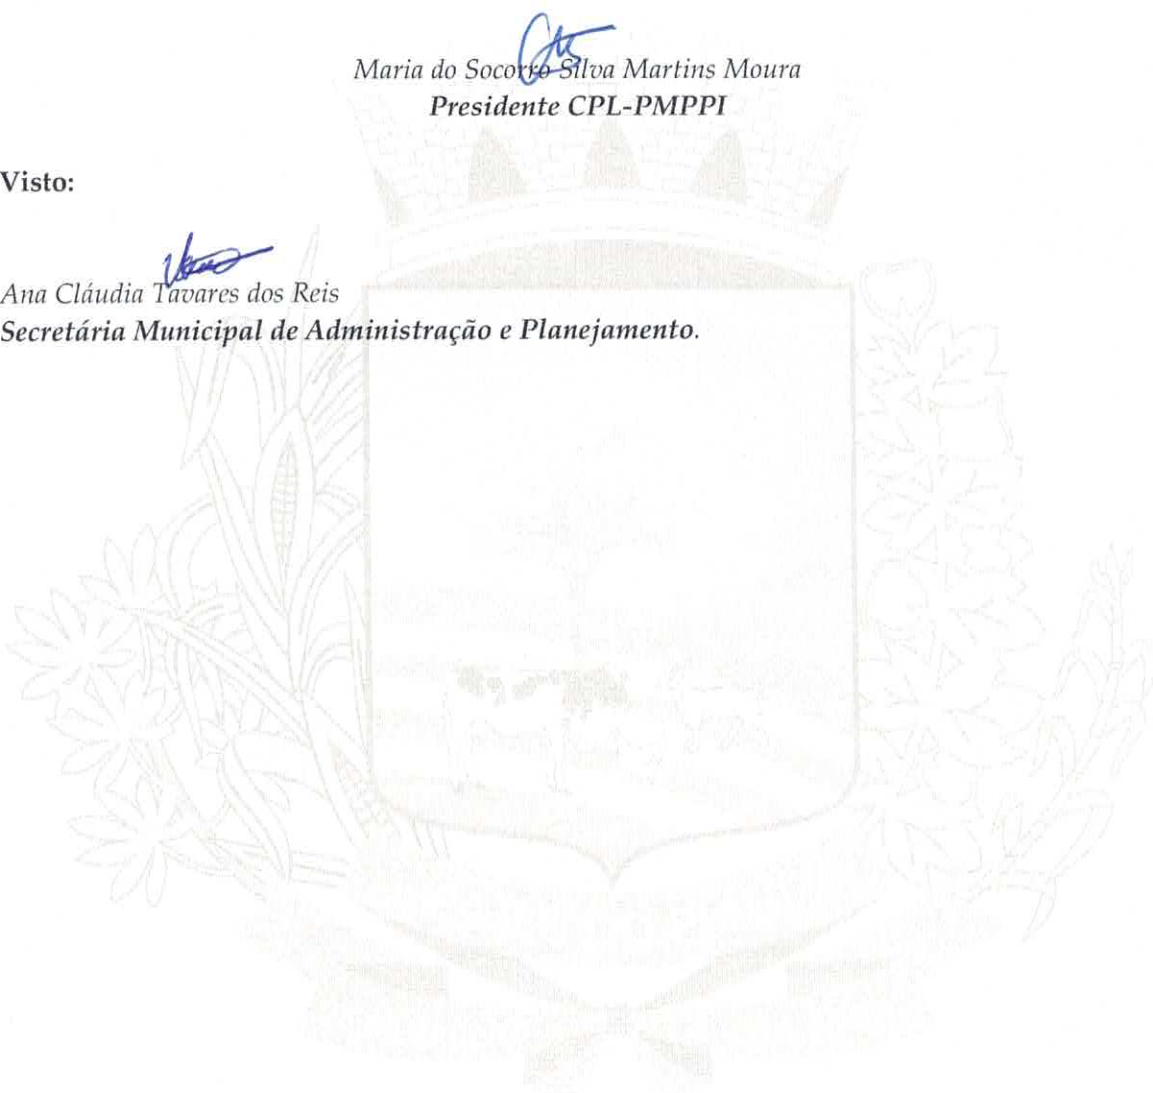 Maria do Socorro Silva Martins Moura
Presidente CPL-PMPPI
Visto:
Ana Cláudia Tavares dos Reis
Secretária Municipal de Administração e Planejamento.